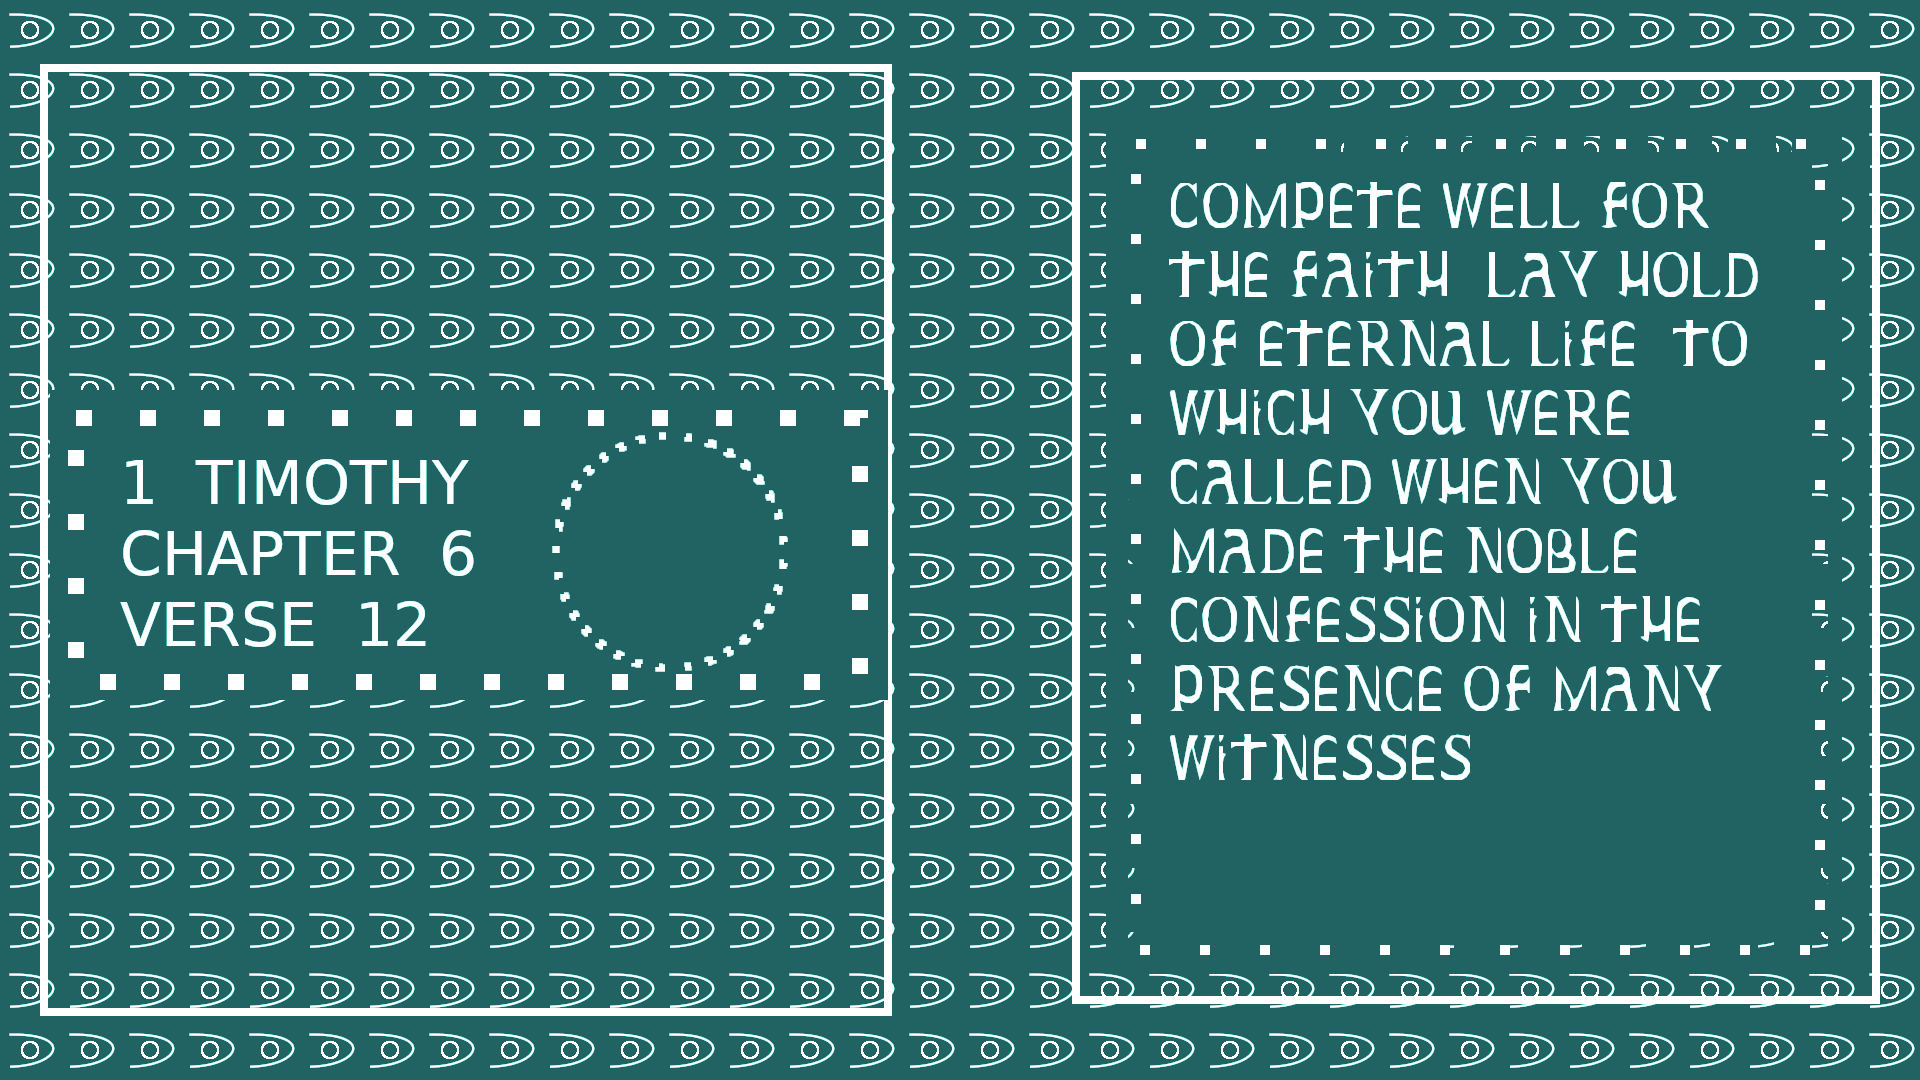 1 TIMOTHY
CHAPTER 6
VERSE 12
COMPETE WELL FOR
THE FAITH LAY HOLD
OF ETERNAL LIFE TO
WHICH YOU WERE
CALLED WHEN YOU
MADE THE NOBLE
CONFESSION IN THE
PRESENCE OF MANY
WITNESSES